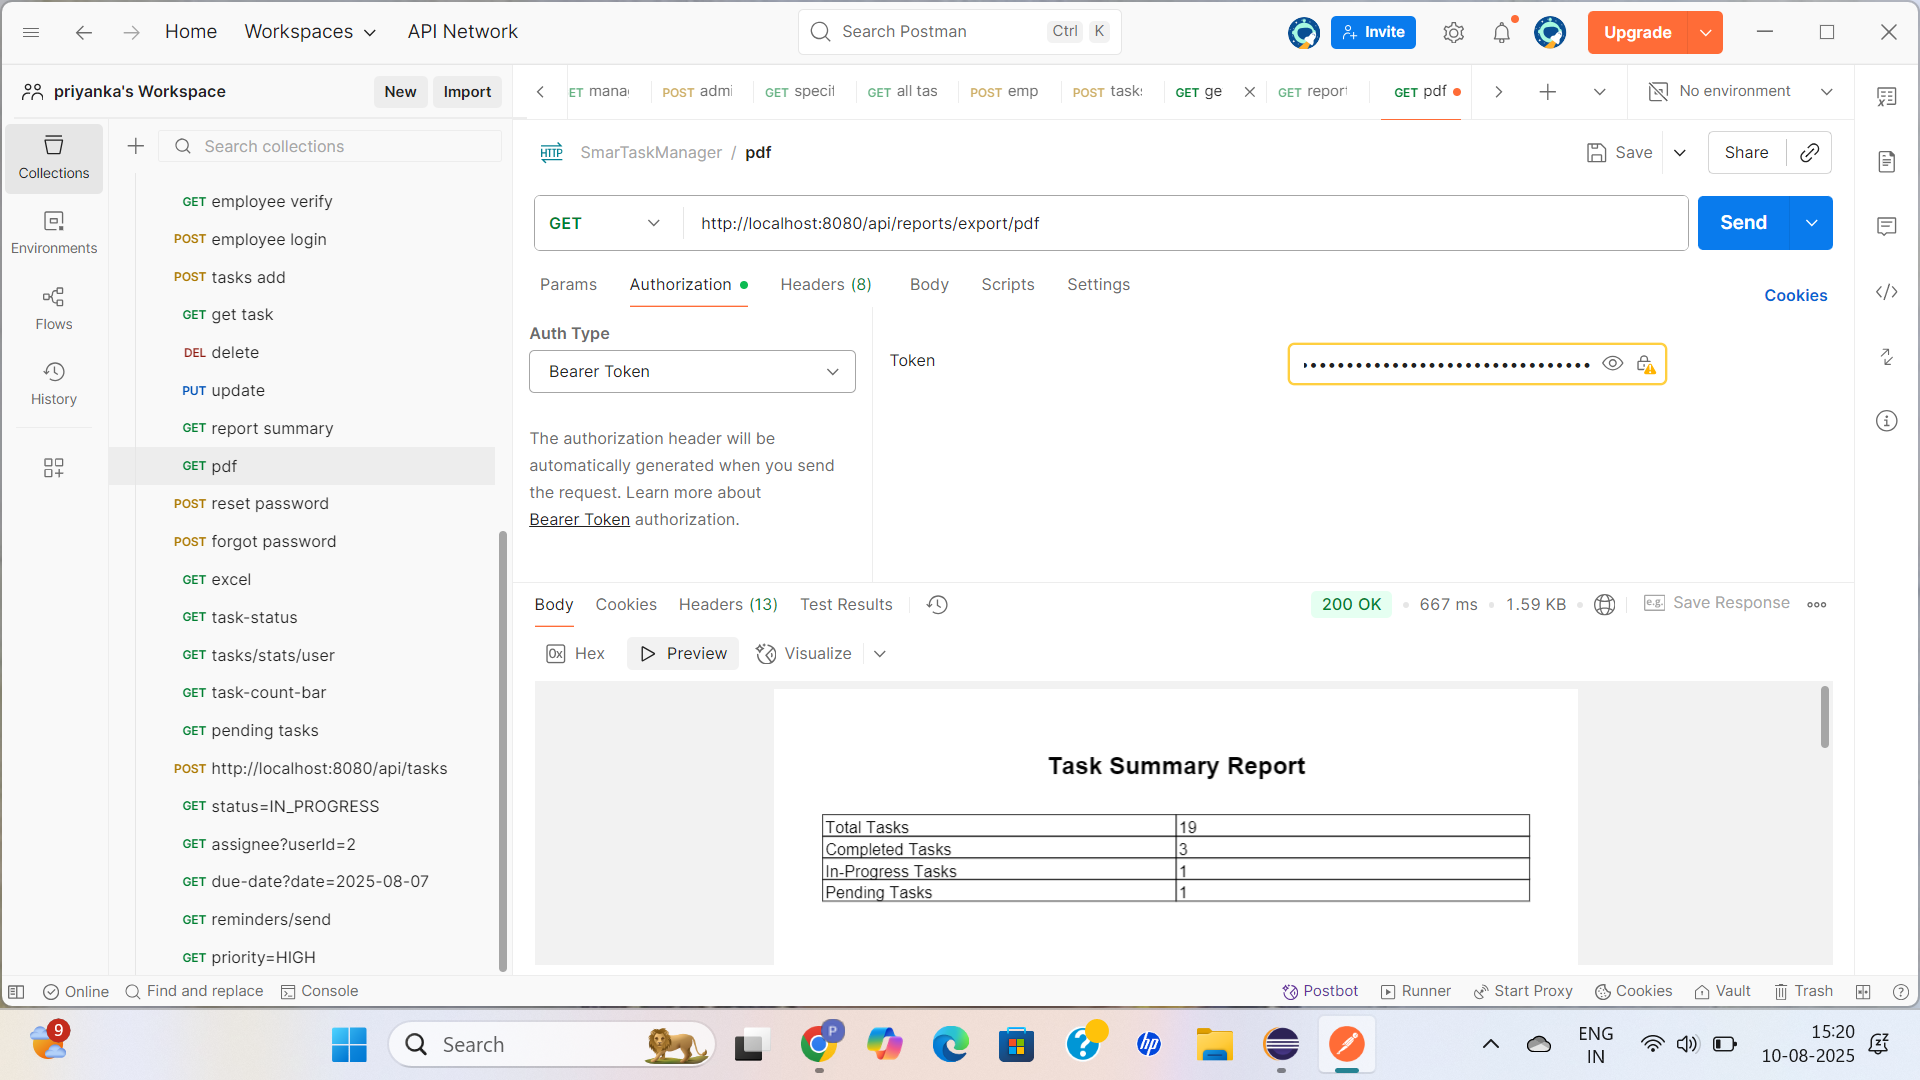 Home Workspaces API Network Search Postman Ctrl K Invite Upgrade
priyanka's Workspace New Import
ET mana POST admi GET specif GET all tas POST emp POST task GET ge GET report GET pdf No environment
Collections
Environments
Flows
History
Search collections
GET employee verify
POST employee login
POST tasks add
GET get task
DEL delete
PUT update
GET report summary
GET pdf
POST reset password
POST forgot password
GET excel
GET task-status
GET tasks/stats/user
GET task-count-bar
GET pending tasks
POST http://localhost:8080/api/tasks
GET status=IN_PROGRESS
GET assignee?userId=2
GET due-date?date=2025-08-07
GET reminders/send
GET priority=HIGH
HTTP SmarTaskManager / pdf Save Share
GET http://localhost:8080/api/reports/export/pdf Send
Params Authorization Headers (8) Body Scripts Settings Cookies
Auth Type
Bearer Token
The authorization header will be
automatically generated when you send
the request. Learn more about
Bearer Token authorization.
Token
Body Cookies Headers (13) Test Results 200 OK 667 ms 1.59 KB e.g. Save Response
0x Hex Preview Visualize
Task Summary Report
Total Tasks 19
Completed Tasks 3
In-Progress Tasks 1
Pending Tasks 1
Online Find and replace Console Postbot Runner Start Proxy Cookies Vault Trash
9 Search P hp ENG
IN
15:20
10-08-2025